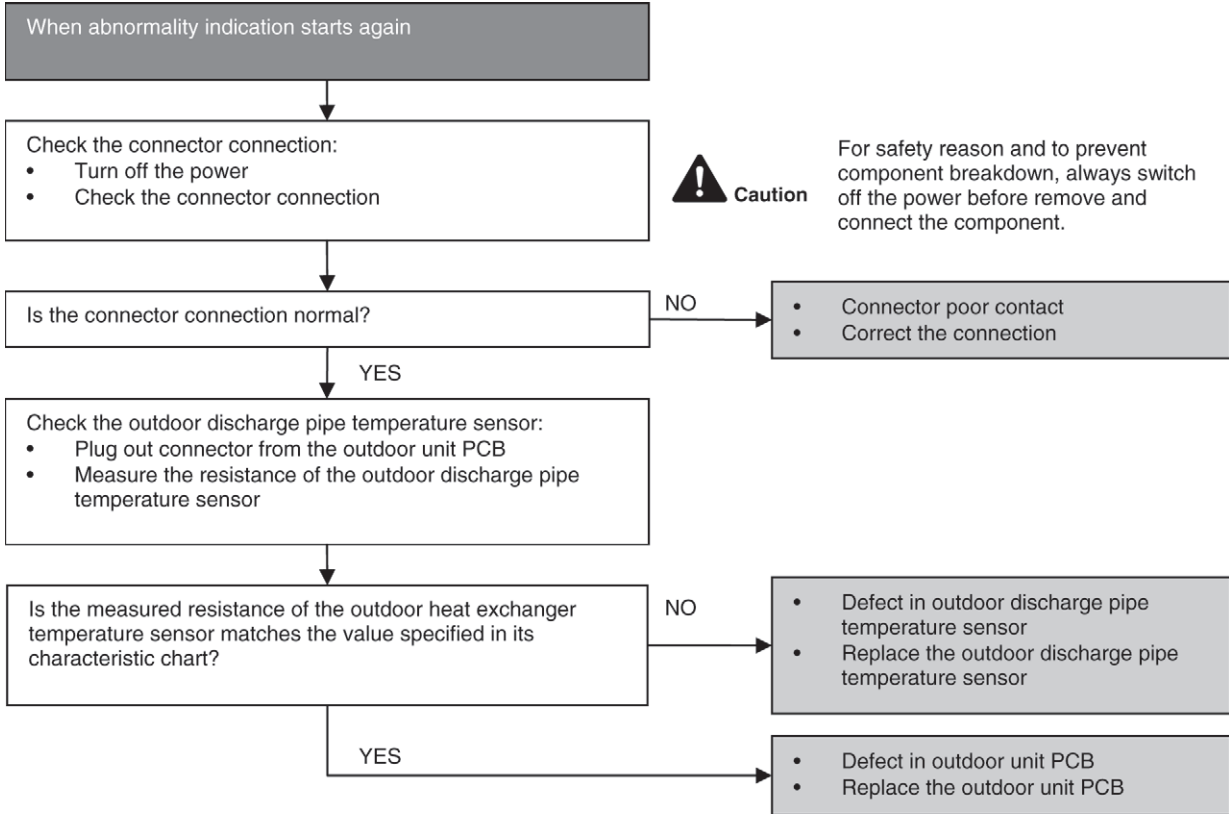 When abnormality indication starts again
Check the connector connection:
• Turn off the power
• Check the connector connection
Caution
For safety reason and to prevent
component breakdown, always switch
off the power before remove and
connect the component.
Is the connector connection normal?
NO
• Connector poor contact
• Correct the connection
YES
Check the outdoor discharge pipe temperature sensor:
• Plug out connector from the outdoor unit PCB
• Measure the resistance of the outdoor discharge pipe
temperature sensor
Is the measured resistance of the outdoor heat exchanger
temperature sensor matches the value specified in its
characteristic chart?
NO
• Defect in outdoor discharge pipe
temperature sensor
• Replace the outdoor discharge pipe
temperature sensor
YES
• Defect in outdoor unit PCB
• Replace the outdoor unit PCB